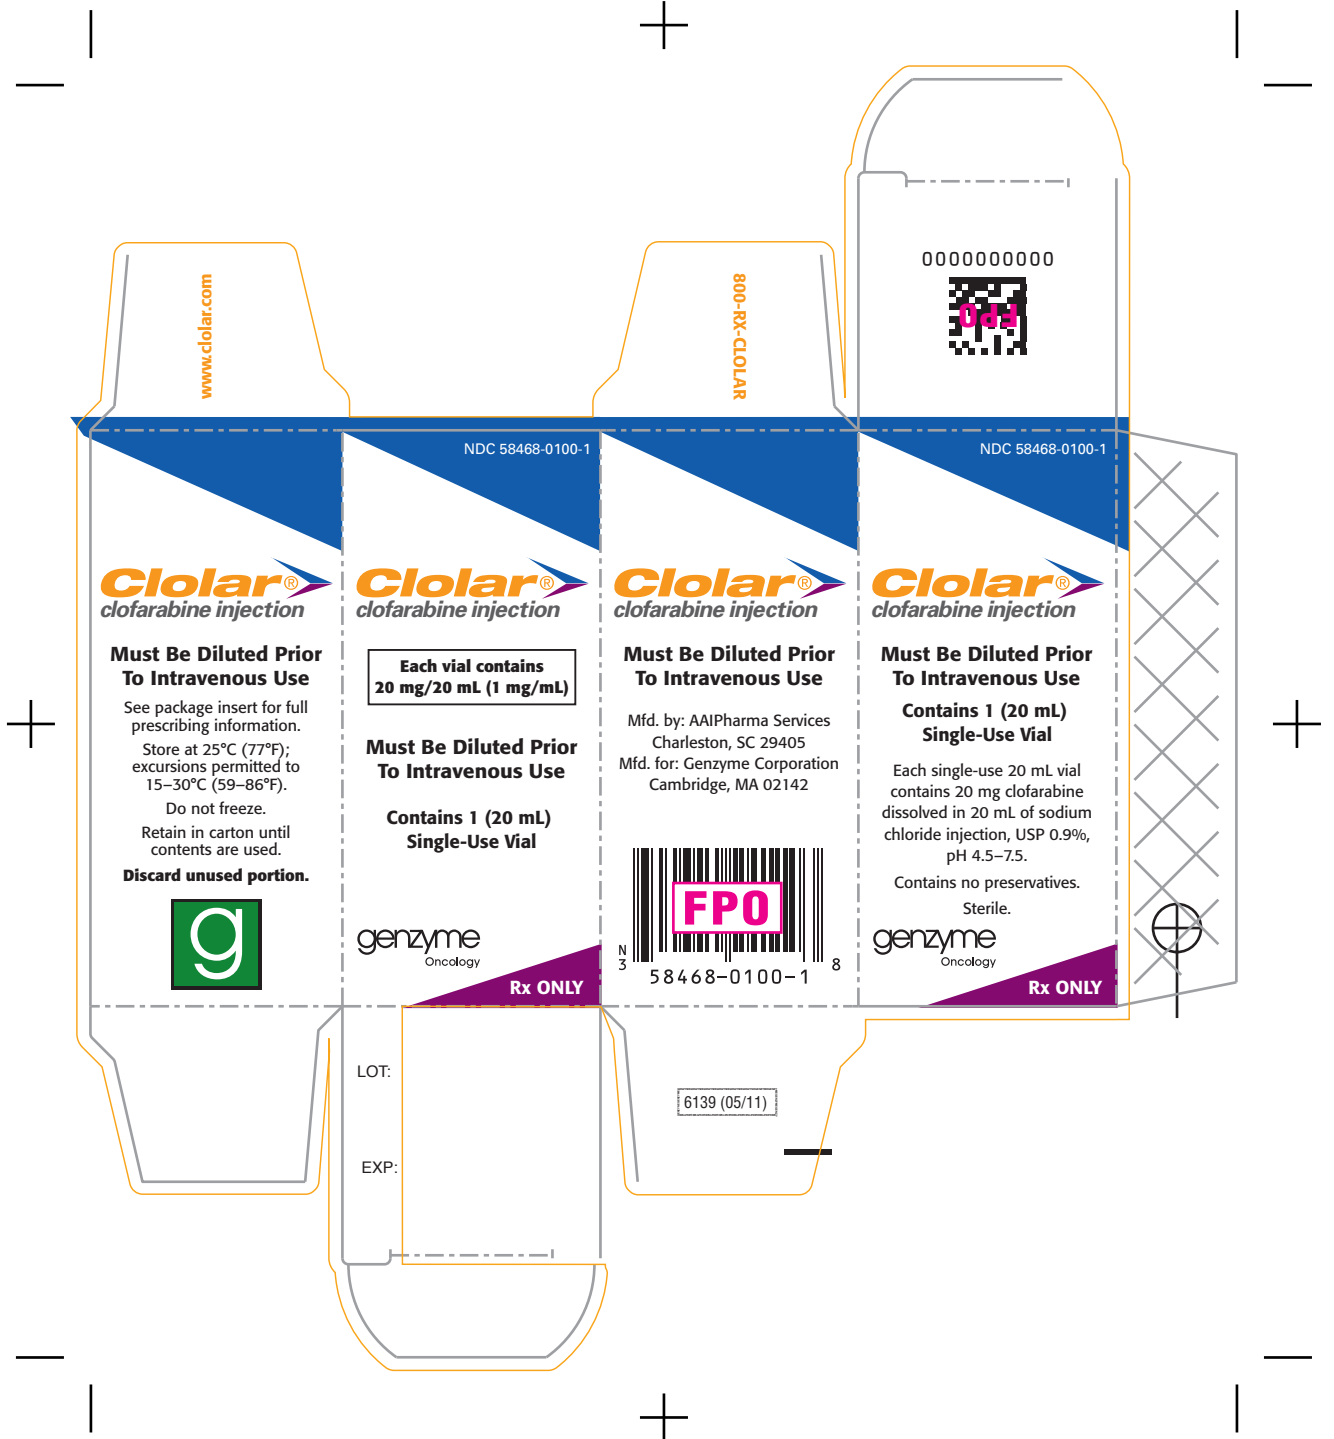 0000000000
FPO
www.clolar.com
800-RX-CLOLAR
Clolar®
clofarabine injection
Must Be Diluted Prior
To Intravenous Use
See package insert for full
prescribing information.
Store at 25°C (77°F);
excursions permitted to
15–30°C (59–86°F).
Do not freeze.
Retain in carton until
contents are used.
Discard unused portion.
g
NDC 58468-0100-1
Clolar®
clofarabine injection
Each vial contains
20 mg/20 mL (1 mg/mL)
Must Be Diluted Prior
To Intravenous Use
Contains 1 (20 mL)
Single-Use Vial
genzyme
Oncology
Rx ONLY
LOT:
EXP:
Clolar®
clofarabine injection
Must Be Diluted Prior
To Intravenous Use
Mfd. by: AAIPharma Services
Charleston, SC 29405
Mfd. for: Genzyme Corporation
Cambridge, MA 02142
FPO
N
3 58468-0100-1 8
6139 (05/11)
NDC 58468-0100-1
Clolar®
clofarabine injection
Must Be Diluted Prior
To Intravenous Use
Contains 1 (20 mL)
Single-Use Vial
Each single-use 20 mL vial
contains 20 mg clofarabine
dissolved in 20 mL of sodium
chloride injection, USP 0.9%,
pH 4.5–7.5.
Contains no preservatives.
Sterile.
genzyme
Oncology
Rx ONLY